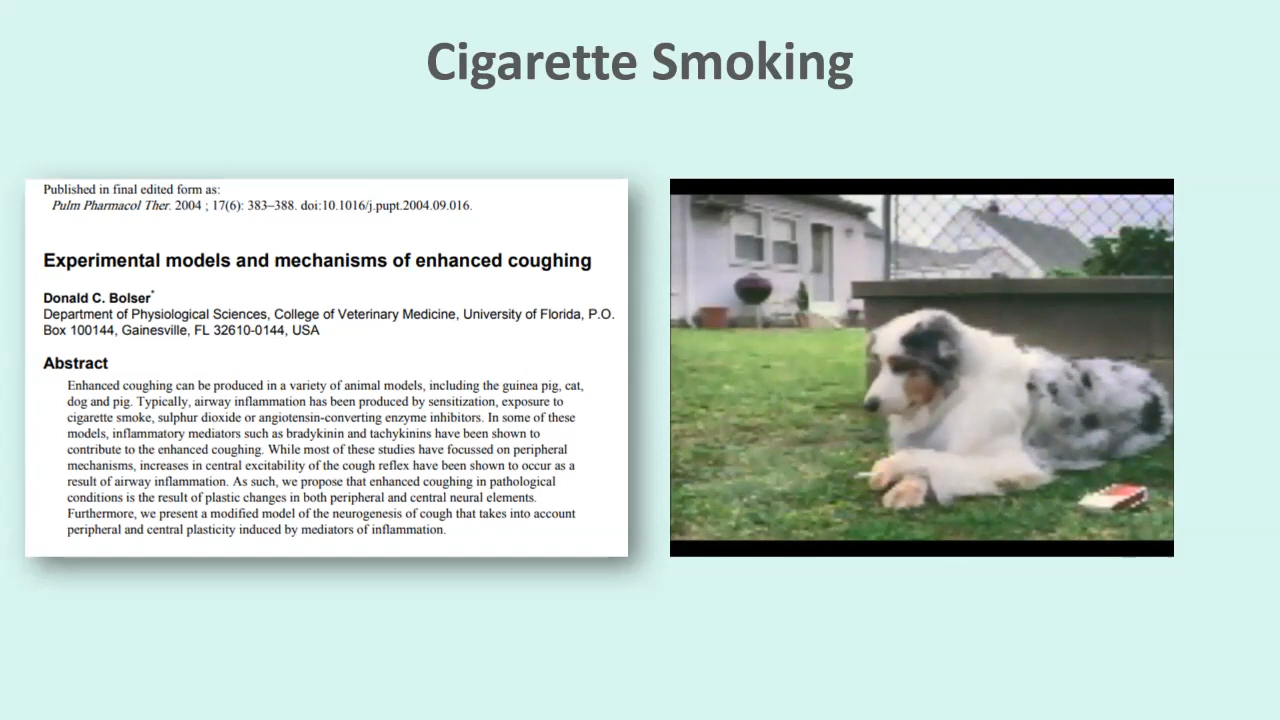 Cigarette Smoking
Published in final edited form as:
Pulm Pharmacol Ther. 2004 ; 17(6): 383–388. doi:10.1016/j.pupt.2004.09.016.
Experimental models and mechanisms of enhanced coughing
Donald C. Bolser*
Department of Physiological Sciences, College of Veterinary Medicine, University of Florida, P.O.
Box 100144, Gainesville, FL 32610-0144, USA
Abstract
Enhanced coughing can be produced in a variety of animal models, including the guinea pig, cat,
dog and pig. Typically, airway inflammation has been produced by sensitization, exposure to
cigarette smoke, sulphur dioxide or angiotensin-converting enzyme inhibitors. In some of these
models, inflammatory mediators such as bradykinin and tachykinins have been shown to
contribute to the enhanced coughing. While most of these studies have focussed on peripheral
mechanisms, increases in central excitability of the cough reflex have been shown to occur as a
result of airway inflammation. As such, we propose that enhanced coughing in pathological
conditions is the result of plastic changes in both peripheral and central neural elements.
Furthermore, we present a modified model of the neurogenesis of cough that takes into account
peripheral and central plasticity induced by mediators of inflammation.